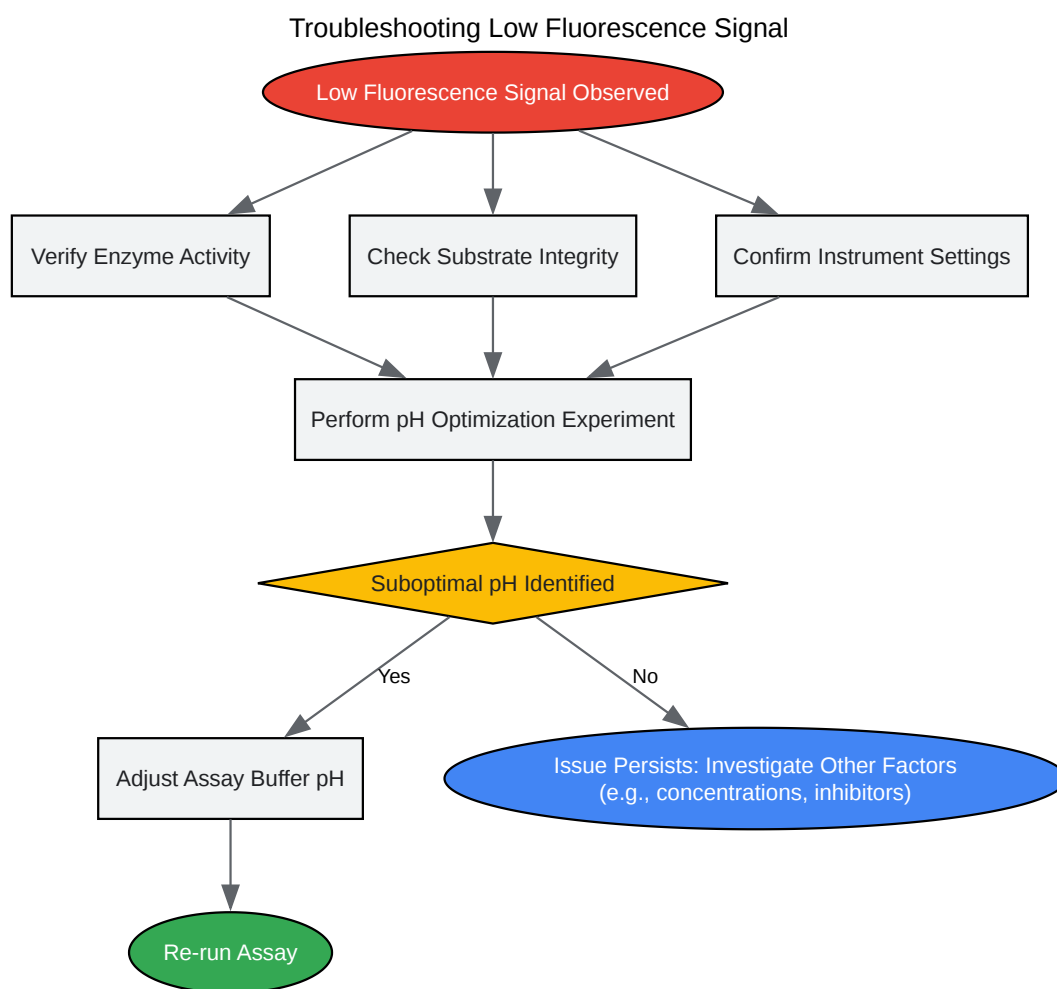 Troubleshooting Low Fluorescence Signal
Low Fluorescence Signal Observed
Verify Enzyme Activity
Check Substrate Integrity
Confirm Instrument Settings
Perform pH Optimization Experiment
Suboptimal pH Identified
Yes
No
Adjust Assay Buffer pH
Issue Persists: Investigate Other Factors
(e.g., concentrations, inhibitors)
Re-run Assay